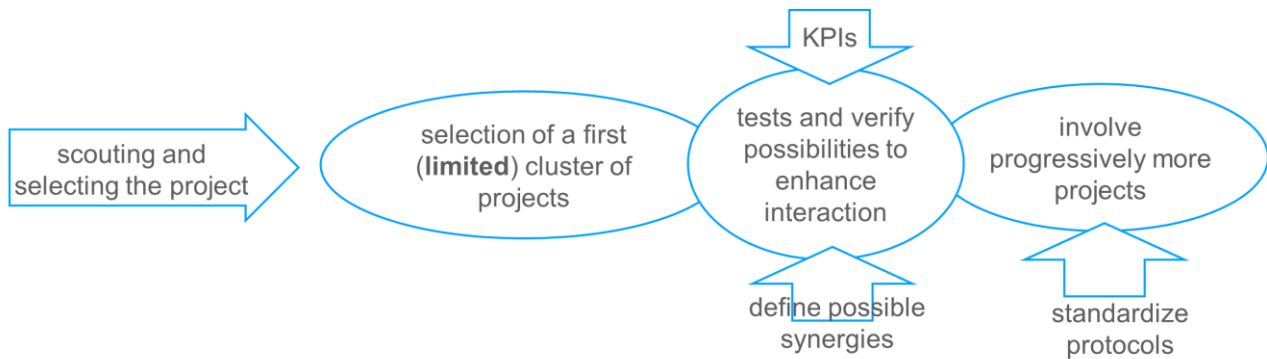 scouting and
selecting the project
selection of a first
(limited) cluster of
projects
KPIs
tests and verify
possibilities to
enhance
interaction
define possible
synergies
involve
progressively more
projects
standardize
protocols